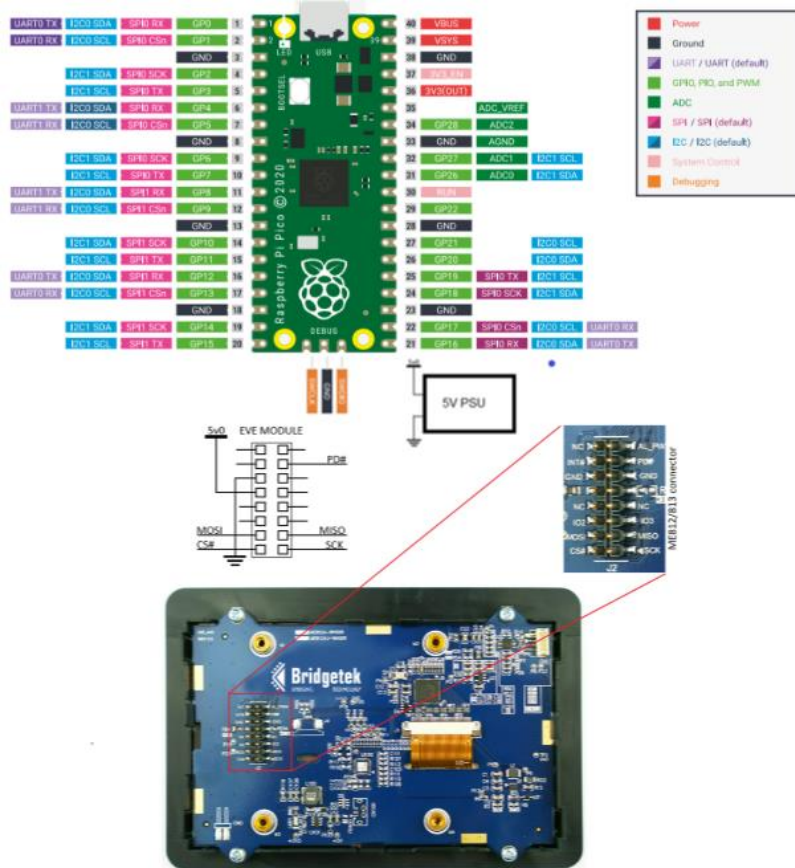 UART0 TX I2C0 SDA SPI0 RX GP0 1
UART0 RX I2C0 SCL SPI0 CSn GP1 2
GND 3
I2C1 SDA SPI0 SCK GP2 4
I2C1 SCL SPI0 TX GP3 5
UART1 TX I2C0 SDA SPI0 RX GP4 6
UART1 RX I2C0 SCL SPI0 CSn GP5 7
GND 8
I2C1 SDA SPI0 SCK GP6 9
I2C1 SCL SPI0 TX GP7 10
UART1 TX I2C0 SDA SPI1 RX GP8 11
UART1 RX I2C0 SCL SPI1 CSn GP9 12
GND 13
I2C1 SDA SPI1 SCK GP10 14
I2C1 SCL SPI1 TX GP11 15
UART0 TX I2C0 SDA SPI1 RX GP12 16
UART0 RX I2C0 SCL SPI1 CSn GP13 17
GND 18
I2C1 SDA SPI1 SCK GP14 19
I2C1 SCL SPI1 TX GP15 20
LED
USB
BOOTSEL
Raspberry Pi Pico © 2020
DEBUG
SWCLK
GND
SWDIO
40 VBUS
39 VSYS
38 GND
37 3V3_EN
36 3V3(OUT)
35 ADC_VREF
34 GP28 ADC2
33 GND AGND
32 GP27 ADC1 I2C1 SCL
31 GP26 ADC0 I2C1 SDA
30 RUN
29 GP22
28 GND
27 GP21 I2C0 SCL
26 GP20 I2C0 SDA
25 GP19 SPI0 TX I2C1 SCL
24 GP18 SPI0 SCK I2C1 SDA
23 GND
22 GP17 SPI0 CSn I2C0 SCL UART0 RX
21 GP16 SPI0 RX I2C0 SDA UART0 TX
Power
Ground
UART / UART (default)
GPIO, PIO, and PWM
ADC
SPI / SPI (default)
I2C / I2C (default)
System Control
Debugging
5v0
5V PSU
5v0
EVE MODULE
PD#
MOSI MISO
CS# SCK
NC
INT# PD#
GND GND
NC NC
IO2 IO3
MOSI MISO
CS# SCK
J2
MEB12/B13 connector
Bridgetek